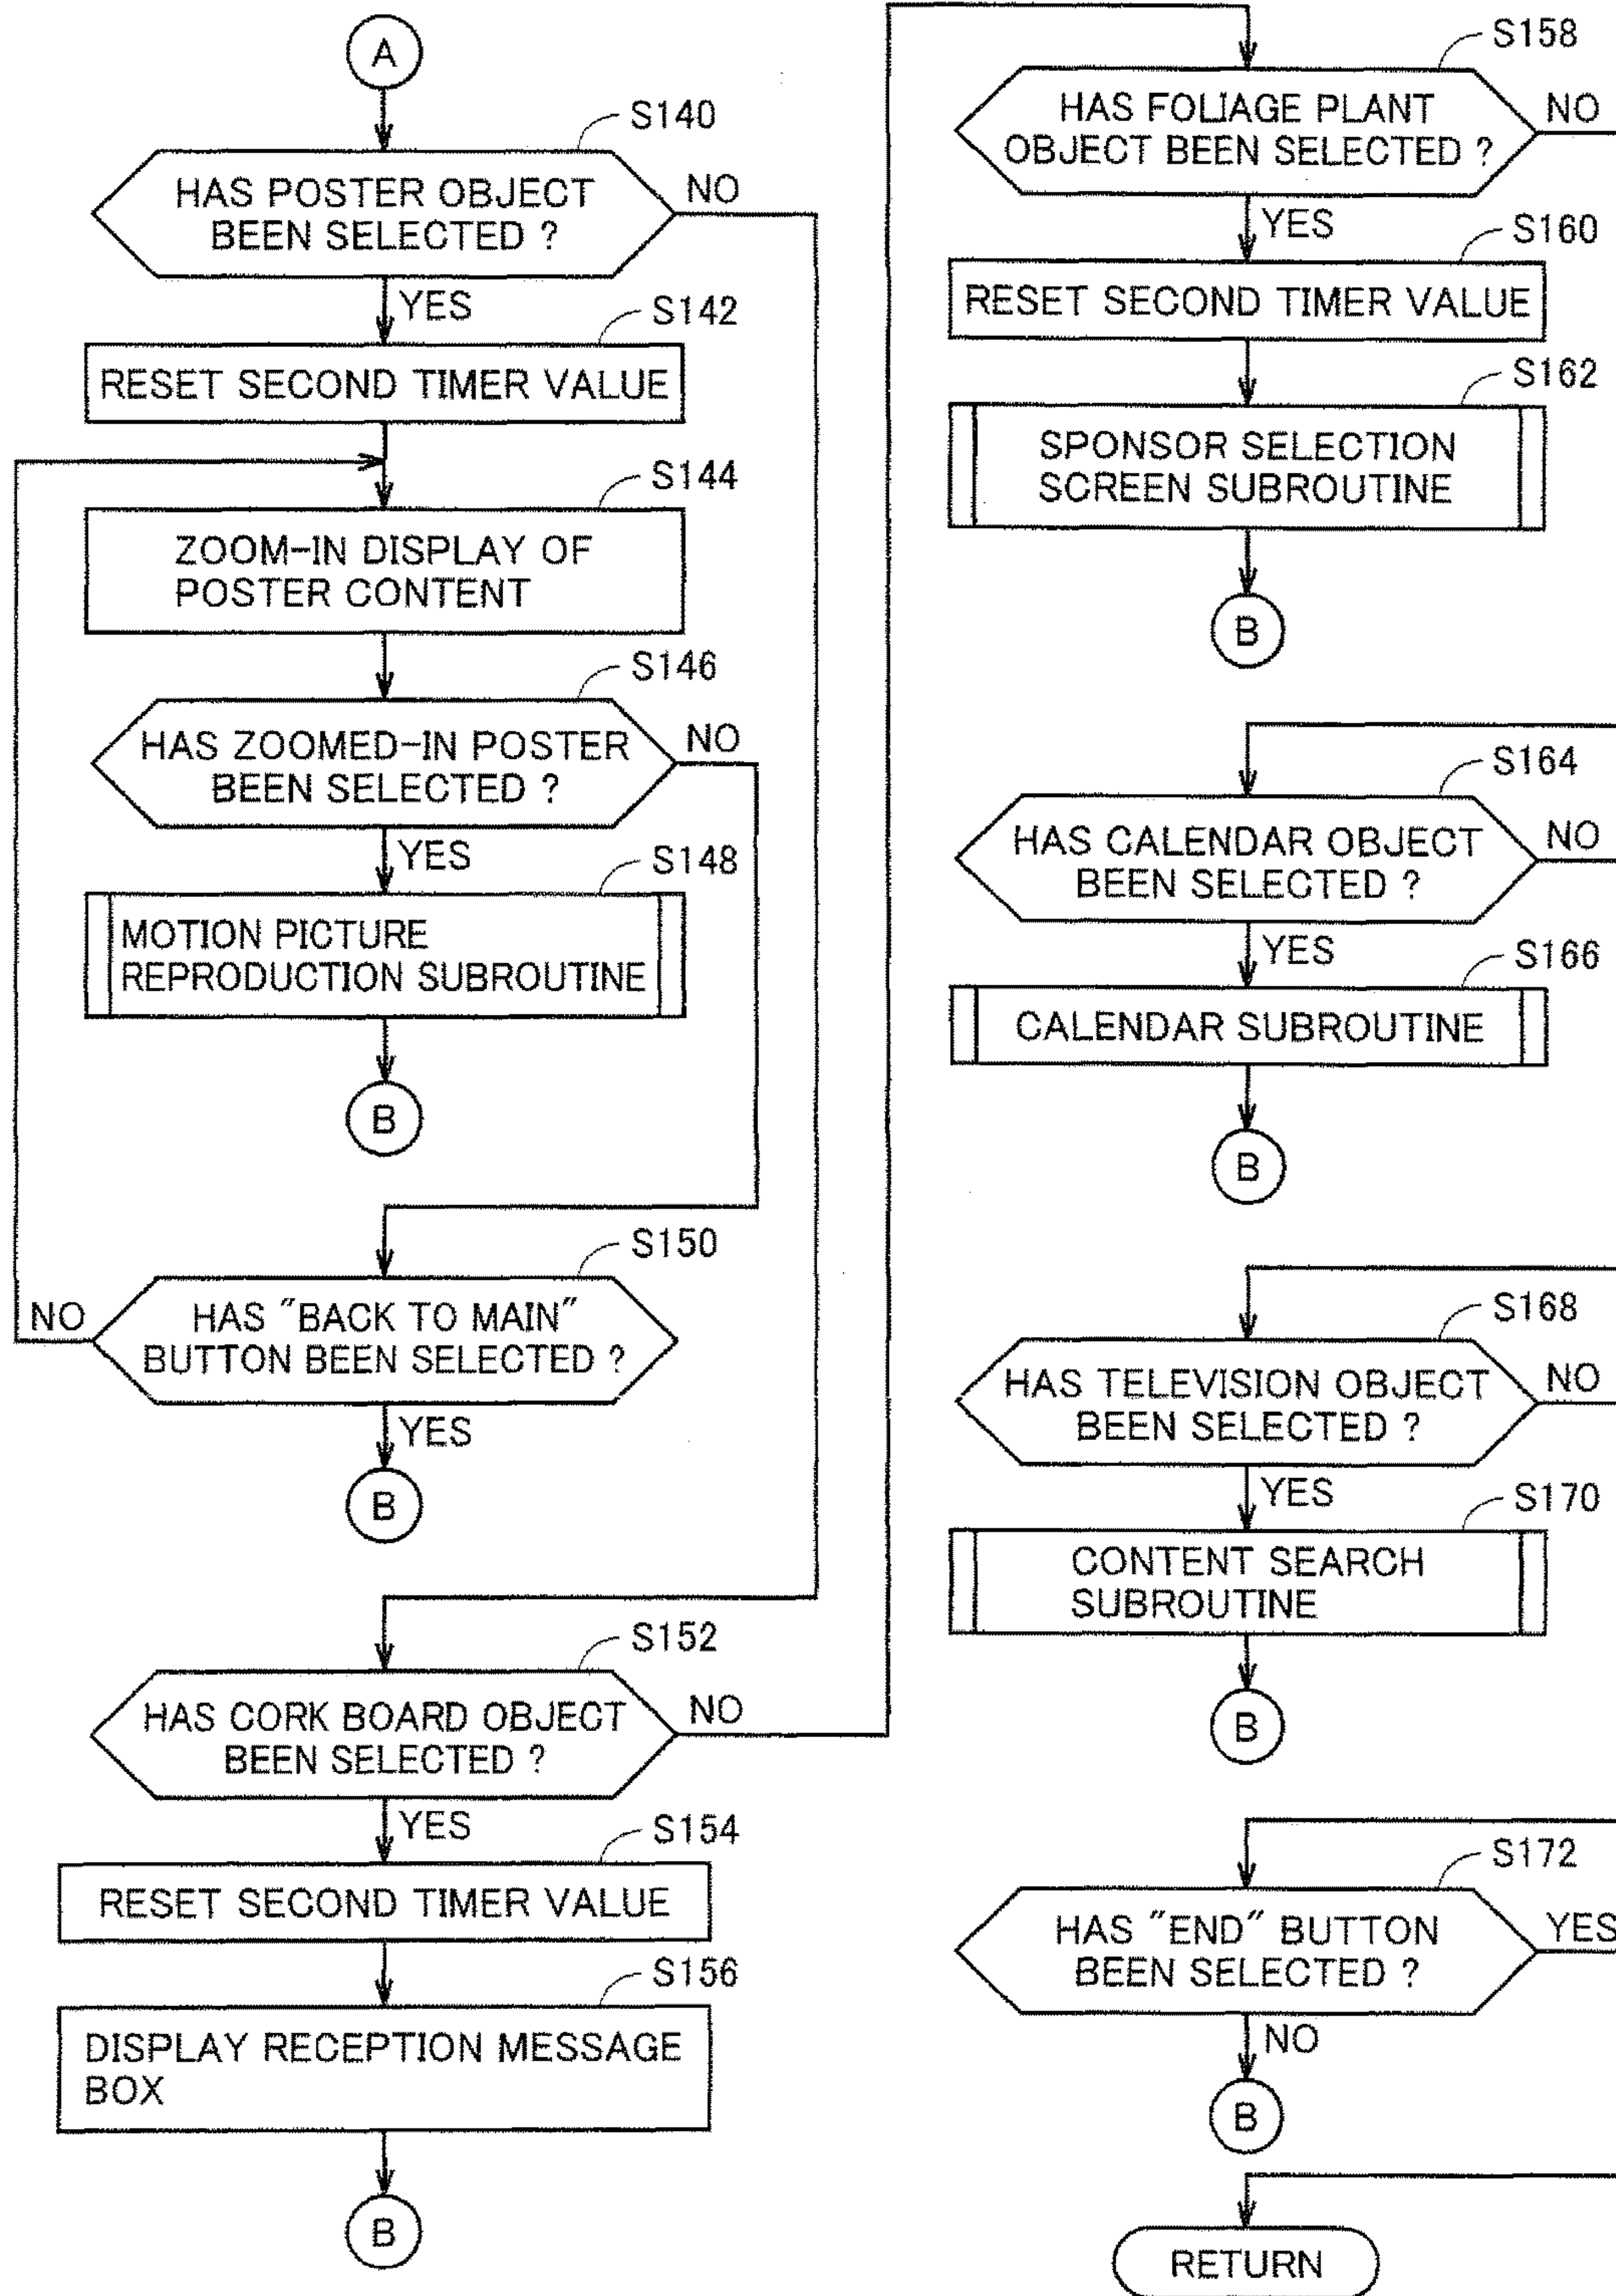 A
S140
HAS POSTER OBJECT
BEEN SELECTED ?
NO
YES
S142
RESET SECOND TIMER VALUE
S144
ZOOM-IN DISPLAY OF
POSTER CONTENT
S146
HAS ZOOMED-IN POSTER
BEEN SELECTED ?
NO
YES
S148
MOTION PICTURE
REPRODUCTION SUBROUTINE
B
S150
HAS "BACK TO MAIN"
BUTTON BEEN SELECTED ?
NO
YES
B
S152
HAS CORK BOARD OBJECT
BEEN SELECTED ?
NO
YES
S154
RESET SECOND TIMER VALUE
S156
DISPLAY RECEPTION MESSAGE
BOX
B
S158
HAS FOLIAGE PLANT
OBJECT BEEN SELECTED ?
NO
YES
S160
RESET SECOND TIMER VALUE
S162
SPONSOR SELECTION
SCREEN SUBROUTINE
B
S164
HAS CALENDAR OBJECT
BEEN SELECTED ?
NO
YES
S166
CALENDAR SUBROUTINE
B
S168
HAS TELEVISION OBJECT
BEEN SELECTED ?
NO
YES
S170
CONTENT SEARCH
SUBROUTINE
B
S172
HAS "END" BUTTON
BEEN SELECTED ?
YES
NO
B
RETURN